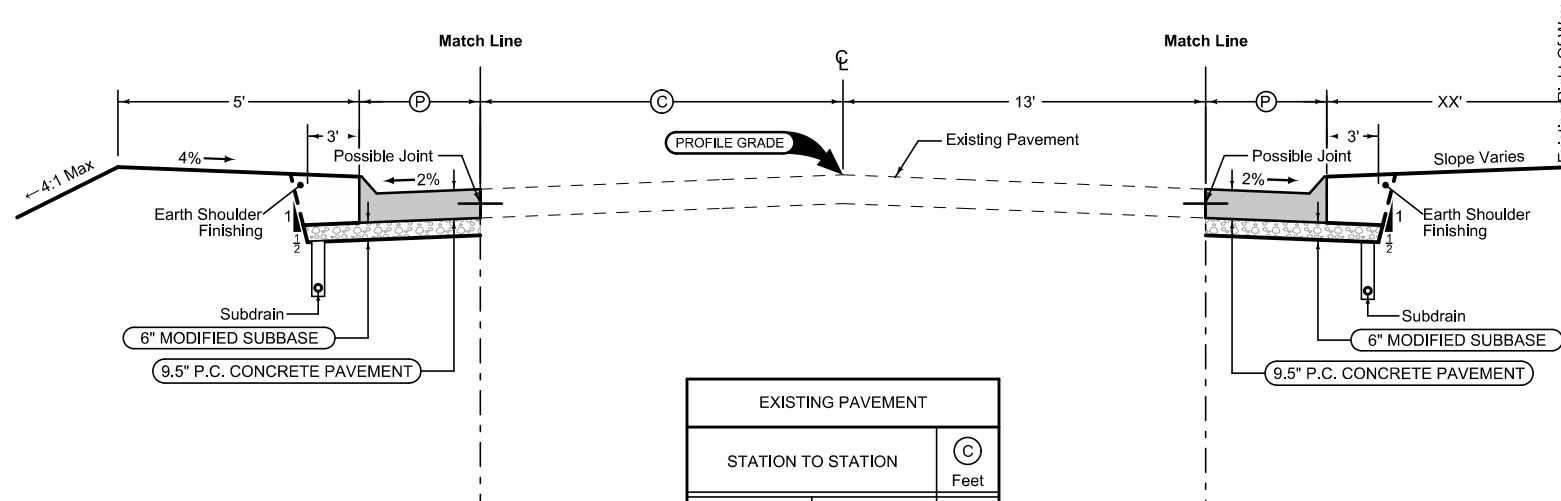 Match Line
Match Line
℄
5'
P
C
13'
P
XX'
3'
3'
PROFILE GRADE
Existing Pavement
4:1 Max
4%
Possible Joint
2%
Possible Joint
2%
Slope Varies
Earth Shoulder
Finishing
1
1/2
Earth Shoulder
Finishing
1
1/2
Subdrain
Subdrain
6" MODIFIED SUBBASE
6" MODIFIED SUBBASE
9.5" P.C. CONCRETE PAVEMENT
9.5" P.C. CONCRETE PAVEMENT
EXISTING PAVEMENT
STATION TO STATION
C
Feet